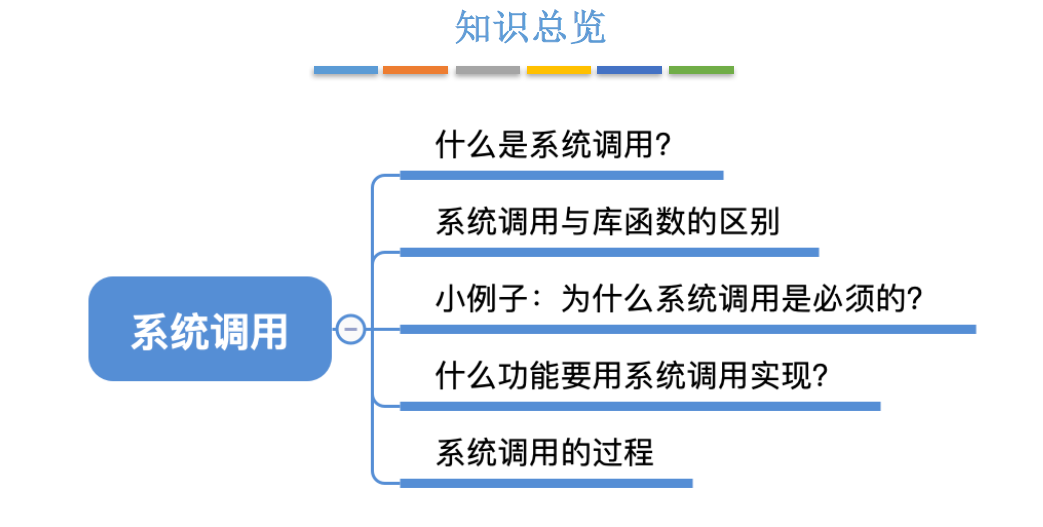 知识总览
什么是系统调用？
系统调用与库函数的区别
小例子：为什么系统调用是必须的？
系统调用
什么功能要用系统调用实现？
系统调用的过程